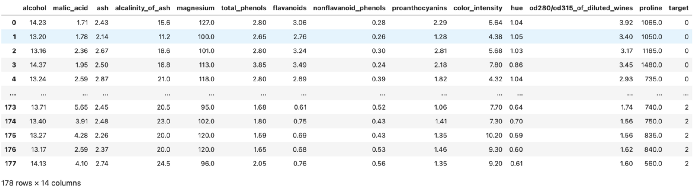 alcohol malic_acid ash alcalinity_of_ash magnesium total_phenols flavanoids nonflavanoid_phenols proanthocyanins color_intensity hue od280/od315_of_diluted_wines proline target
0 14.23 1.71 2.43 15.6 127.0 2.80 3.06 0.28 2.29 5.64 1.04 3.92 1065.0 0
1 13.20 1.78 2.14 11.2 100.0 2.65 2.76 0.26 1.28 4.38 1.05 3.40 1050.0 0
2 13.16 2.36 2.67 18.6 101.0 2.80 3.24 0.30 2.81 5.68 1.03 3.17 1185.0 0
3 14.37 1.95 2.50 16.8 113.0 3.85 3.49 0.24 2.18 7.80 0.86 3.45 1480.0 0
4 13.24 2.59 2.87 21.0 118.0 2.80 2.69 0.39 1.82 4.32 1.04 2.93 735.0 0
... ... ... ... ... ... ... ... ... ... ... ... ... ... ...
173 13.71 5.65 2.45 20.5 95.0 1.68 0.61 0.52 1.06 7.70 0.64 1.74 740.0 2
174 13.40 3.91 2.48 23.0 102.0 1.80 0.75 0.43 1.41 7.30 0.70 1.56 750.0 2
175 13.27 4.28 2.26 20.0 120.0 1.59 0.69 0.43 1.35 10.20 0.59 1.56 835.0 2
176 13.17 2.59 2.37 20.0 120.0 1.65 0.68 0.53 1.46 9.30 0.60 1.62 840.0 2
177 14.13 4.10 2.74 24.5 96.0 2.05 0.76 0.56 1.35 9.20 0.61 1.60 560.0 2
178 rows × 14 columns